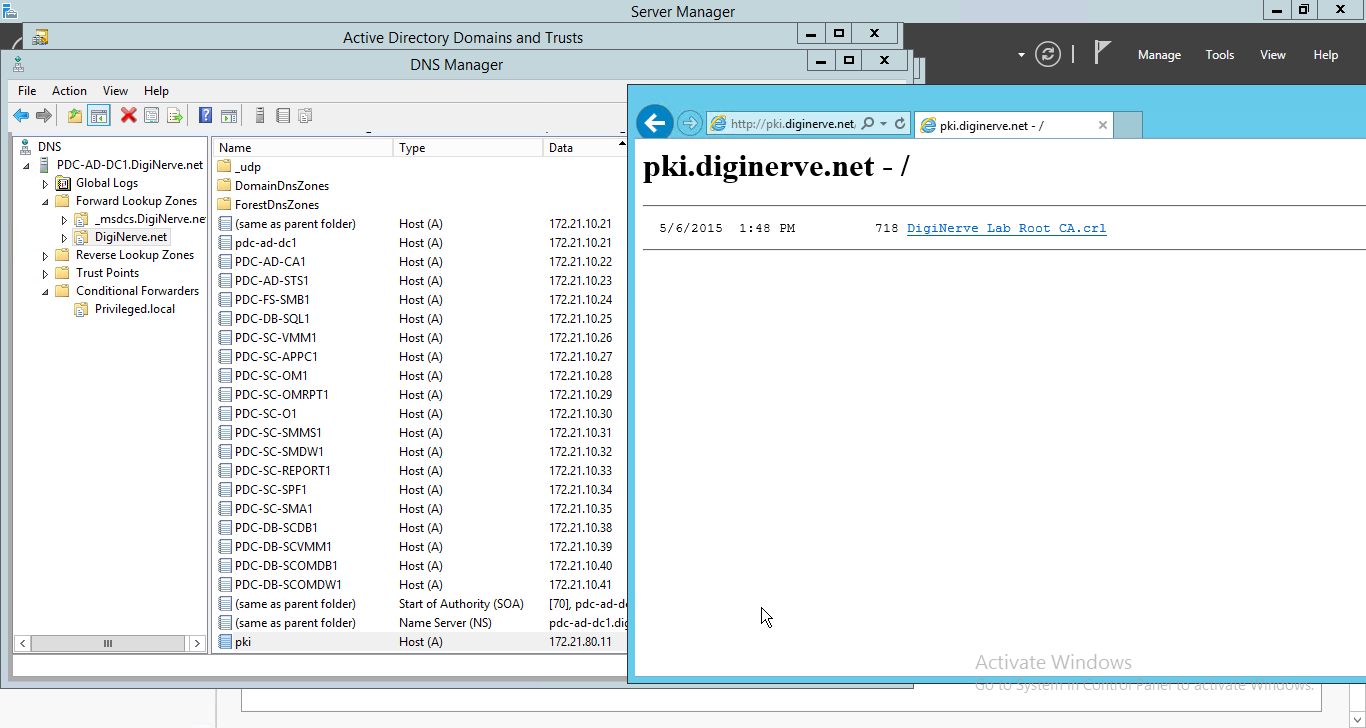 Server Manager
Active Directory Domains and Trusts
Manage Tools View Help
DNS Manager
File Action View Help
DNS
PDC-AD-DC1.DigiNerve.net
Global Logs
Forward Lookup Zones
_msdcs.DigiNerve.ne
DigiNerve.net
Reverse Lookup Zones
Trust Points
Conditional Forwarders
Privileged.local
Name Type Data
_udp
DomainDnsZones
ForestDnsZones
(same as parent folder) Host (A) 172.21.10.21
pdc-ad-dc1 Host (A) 172.21.10.21
PDC-AD-CA1 Host (A) 172.21.10.22
PDC-AD-STS1 Host (A) 172.21.10.23
PDC-FS-SMB1 Host (A) 172.21.10.24
PDC-DB-SQL1 Host (A) 172.21.10.25
PDC-SC-VMM1 Host (A) 172.21.10.26
PDC-SC-APPC1 Host (A) 172.21.10.27
PDC-SC-OM1 Host (A) 172.21.10.28
PDC-SC-OMRPT1 Host (A) 172.21.10.29
PDC-SC-O1 Host (A) 172.21.10.30
PDC-SC-SMMS1 Host (A) 172.21.10.31
PDC-SC-SMDW1 Host (A) 172.21.10.32
PDC-SC-REPORT1 Host (A) 172.21.10.33
PDC-SC-SPF1 Host (A) 172.21.10.34
PDC-SC-SMA1 Host (A) 172.21.10.35
PDC-DB-SCDB1 Host (A) 172.21.10.38
PDC-DB-SCVMM1 Host (A) 172.21.10.39
PDC-DB-SCOMDB1 Host (A) 172.21.10.40
PDC-DB-SCOMDW1 Host (A) 172.21.10.41
(same as parent folder) Start of Authority (SOA) [70], pdc-ad-d
(same as parent folder) Name Server (NS) pdc-ad-dc1.dig
pki Host (A) 172.21.80.11
http://pki.diginerve.net
pki.diginerve.net - /
pki.diginerve.net - /
5/6/2015 1:48 PM 718 DigiNerve Lab Root CA.crl
Activate Windows
Go to System in Control Panel to activate Windows.